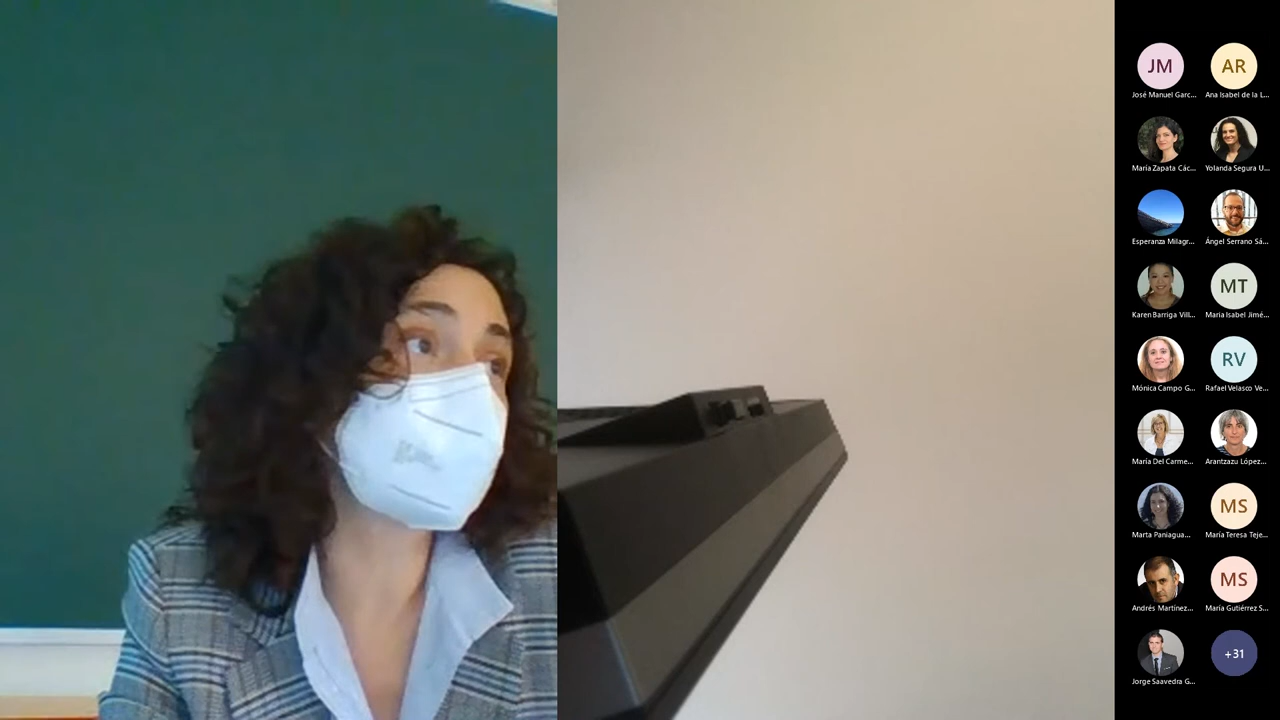 JM
AR
José Manuel Garc...
Ana Isabel de la L...
María Zapata Các...
Yolanda Segura U...
Esperanza Milagr...
Ángel Serrano Sá...
MT
Karen Barriga Vill...
Maria Isabel Jimé...
RV
Mónica Campo G...
Rafael Velasco Ve...
María Del Carme...
Arantzazu López...
MS
Marta Paniagua...
María Teresa Teje...
MS
Andrés Martínez...
María Gutiérrez S...
+31
Jorge Saavedra G...